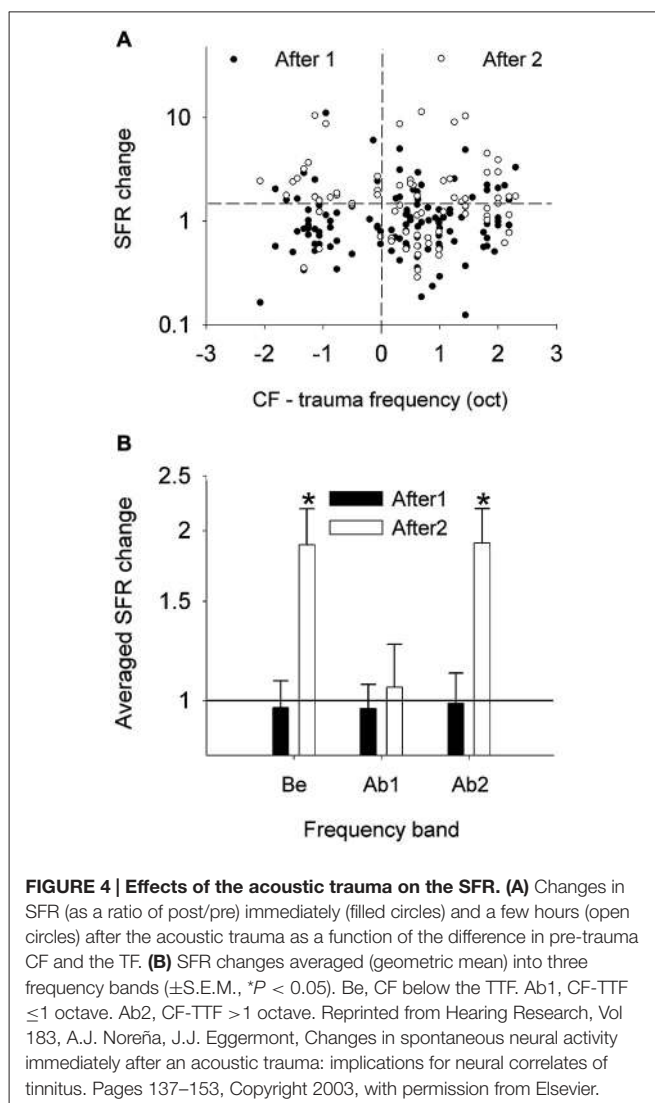 A
After 1
After 2
SFR change
10
1
0.1
-3
-2
-1
0
1
2
3
CF - trauma frequency (oct)
B
Averaged SFR change
2.5
2
1.5
1
*
*
After1
After2
Be
Ab1
Ab2
Frequency band
FIGURE 4 | Effects of the acoustic trauma on the SFR. (A) Changes in
SFR (as a ratio of post/pre) immediately (filled circles) and a few hours (open
circles) after the acoustic trauma as a function of the difference in pre-trauma
CF and the TF. (B) SFR changes averaged (geometric mean) into three
frequency bands (±S.E.M., *P < 0.05). Be, CF below the TTF. Ab1, CF-TTF
≤1 octave. Ab2, CF-TTF >1 octave. Reprinted from Hearing Research, Vol
183, A.J. Noreña, J.J. Eggermont, Changes in spontaneous neural activity
immediately after an acoustic trauma: implications for neural correlates of
tinnitus. Pages 137–153, Copyright 2003, with permission from Elsevier.